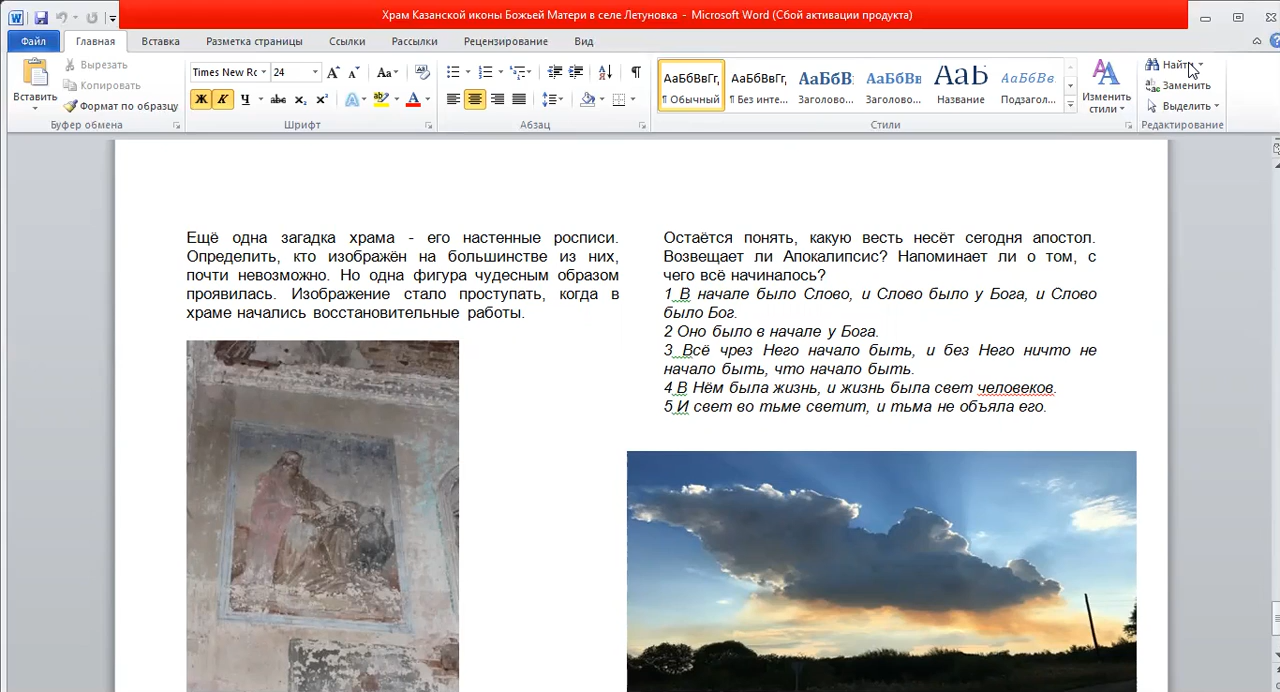 Храм Казанской иконы Божьей Матери в селе Летуновка - Microsoft Word (Сбой активации продукта)
Файл Главная Вставка Разметка страницы Ссылки Рассылки Рецензирование Вид
Вставить
Вырезать
Копировать
Формат по образцу
Буфер обмена
Times New Rc 24
Ж К Ч abc x₂ x²
Шрифт
Абзац
АаБбВвГг, АаБбВвГг, АаБбВ АаБбВв АаБ АаБбВв.
¶ Обычный ¶ Без инте... Заголово... Заголово... Название Подзагол...
Стили
Изменить
стили
Найти
Заменить
Выделить
Редактирование
Ещё одна загадка храма - его настенные росписи.
Определить, кто изображён на большинстве из них,
почти невозможно. Но одна фигура чудесным образом
проявилась. Изображение стало проступать, когда в
храме начались восстановительные работы.
Остаётся понять, какую весть несёт сегодня апостол.
Возвещает ли Апокалипсис? Напоминает ли о том, с
чего всё начиналось?
1 В начале было Слово, и Слово было у Бога, и Слово
было Бог.
2 Оно было в начале у Бога.
3 Всё чрез Него начало быть, и без Него ничто не
начало быть, что начало быть.
4 В Нём была жизнь, и жизнь была свет человеков.
5 И свет во тьме светит, и тьма не объяла его.